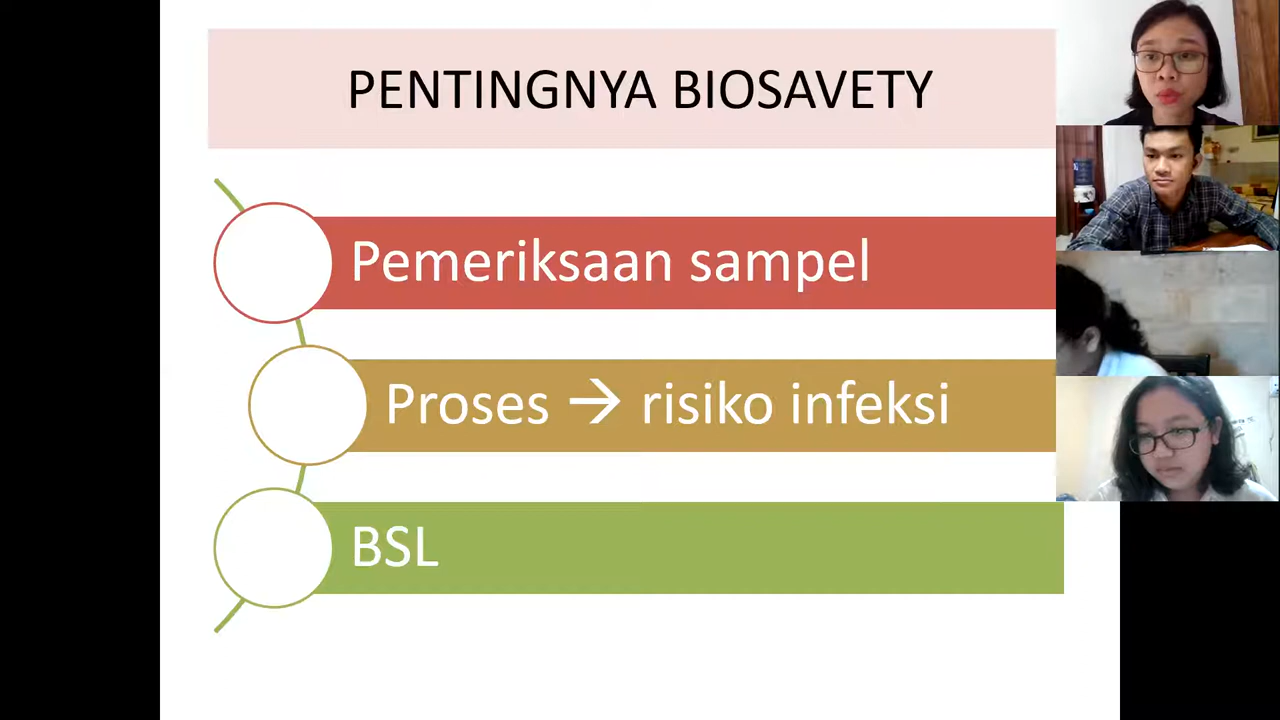 PENTINGNYA BIOSAVETY
Pemeriksaan sampel
Proses → risiko infeksi
BSL